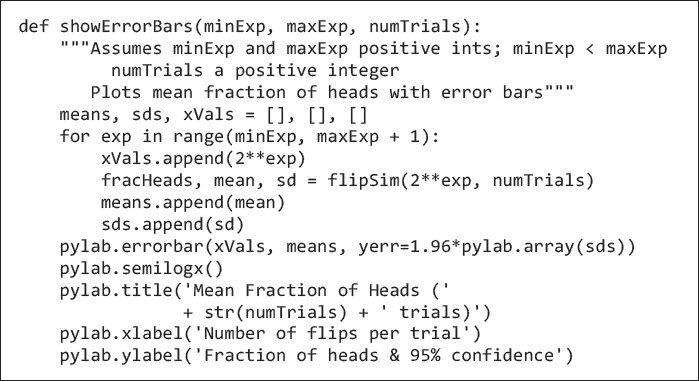 def showErrorBars(minExp, maxExp, numTrials):
    """Assumes minExp and maxExp positive ints; minExp < maxExp
         numTrials a positive integer
       Plots mean fraction of heads with error bars"""
    means, sds, xVals = [], [], []
    for exp in range(minExp, maxExp + 1):
        xVals.append(2**exp)
        fracHeads, mean, sd = flipSim(2**exp, numTrials)
        means.append(mean)
        sds.append(sd)
    pylab.errorbar(xVals, means, yerr=1.96*pylab.array(sds))
    pylab.semilogx()
    pylab.title('Mean Fraction of Heads ('
                + str(numTrials) + ' trials)')
    pylab.xlabel('Number of flips per trial')
    pylab.ylabel('Fraction of heads & 95% confidence')